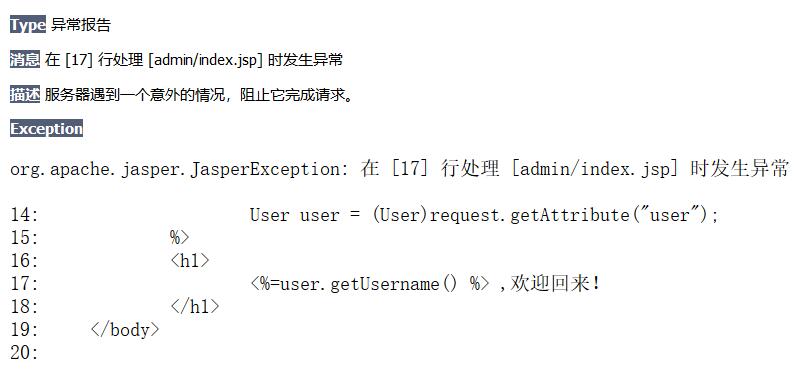 Type 异常报告
消息 在 [17] 行处理 [admin/index.jsp] 时发生异常
描述 服务器遇到一个意外的情况，阻止它完成请求。
Exception
org.apache.jasper.JasperException: 在 [17] 行处理 [admin/index.jsp] 时发生异常
14: User user = (User)request.getAttribute("user");
15: %>
16: <h1>
17: <%=user.getUsername() %> ,欢迎回来！
18: </h1>
19: </body>
20: